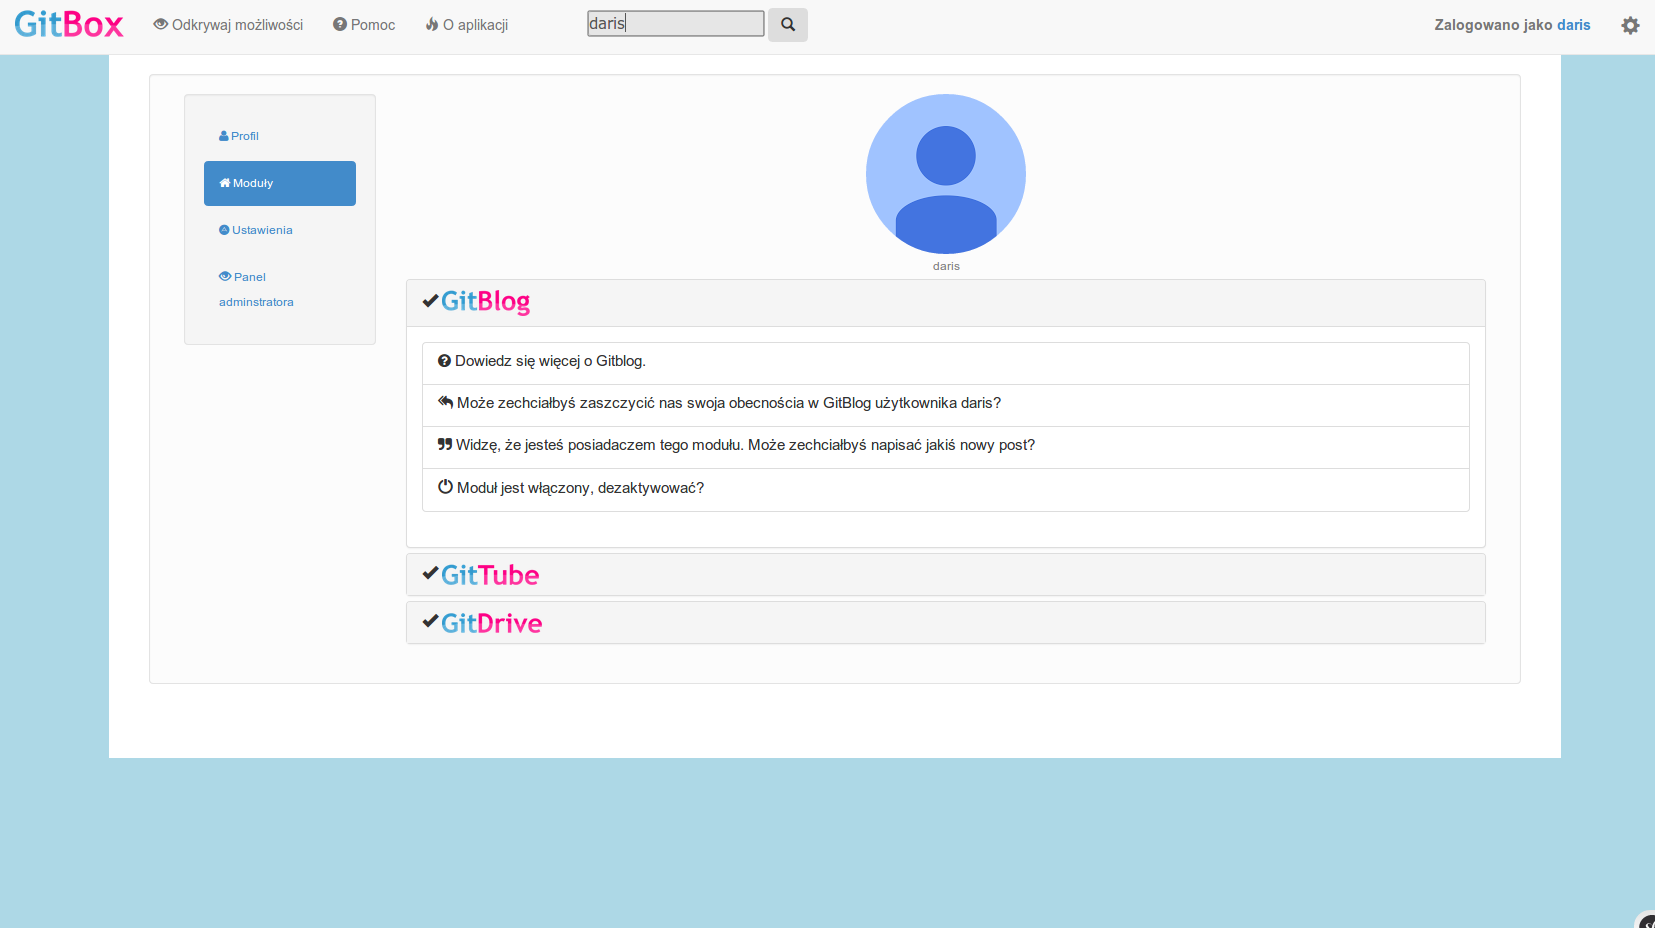 GitBox Odkrywaj możliwości Pomoc O aplikacji daris Zalogowano jako daris
Profil
Moduły
Ustawienia
Panel
adminstratora
daris
GitBlog
Dowiedz się więcej o Gitblog.
Może zechciałbyś zaszczycić nas swoja obecnościa w GitBlog użytkownika daris?
Widzę, że jesteś posiadaczem tego modułu. Może zechciałbyś napisać jakiś nowy post?
Moduł jest włączony, dezaktywować?
GitTube
GitDrive